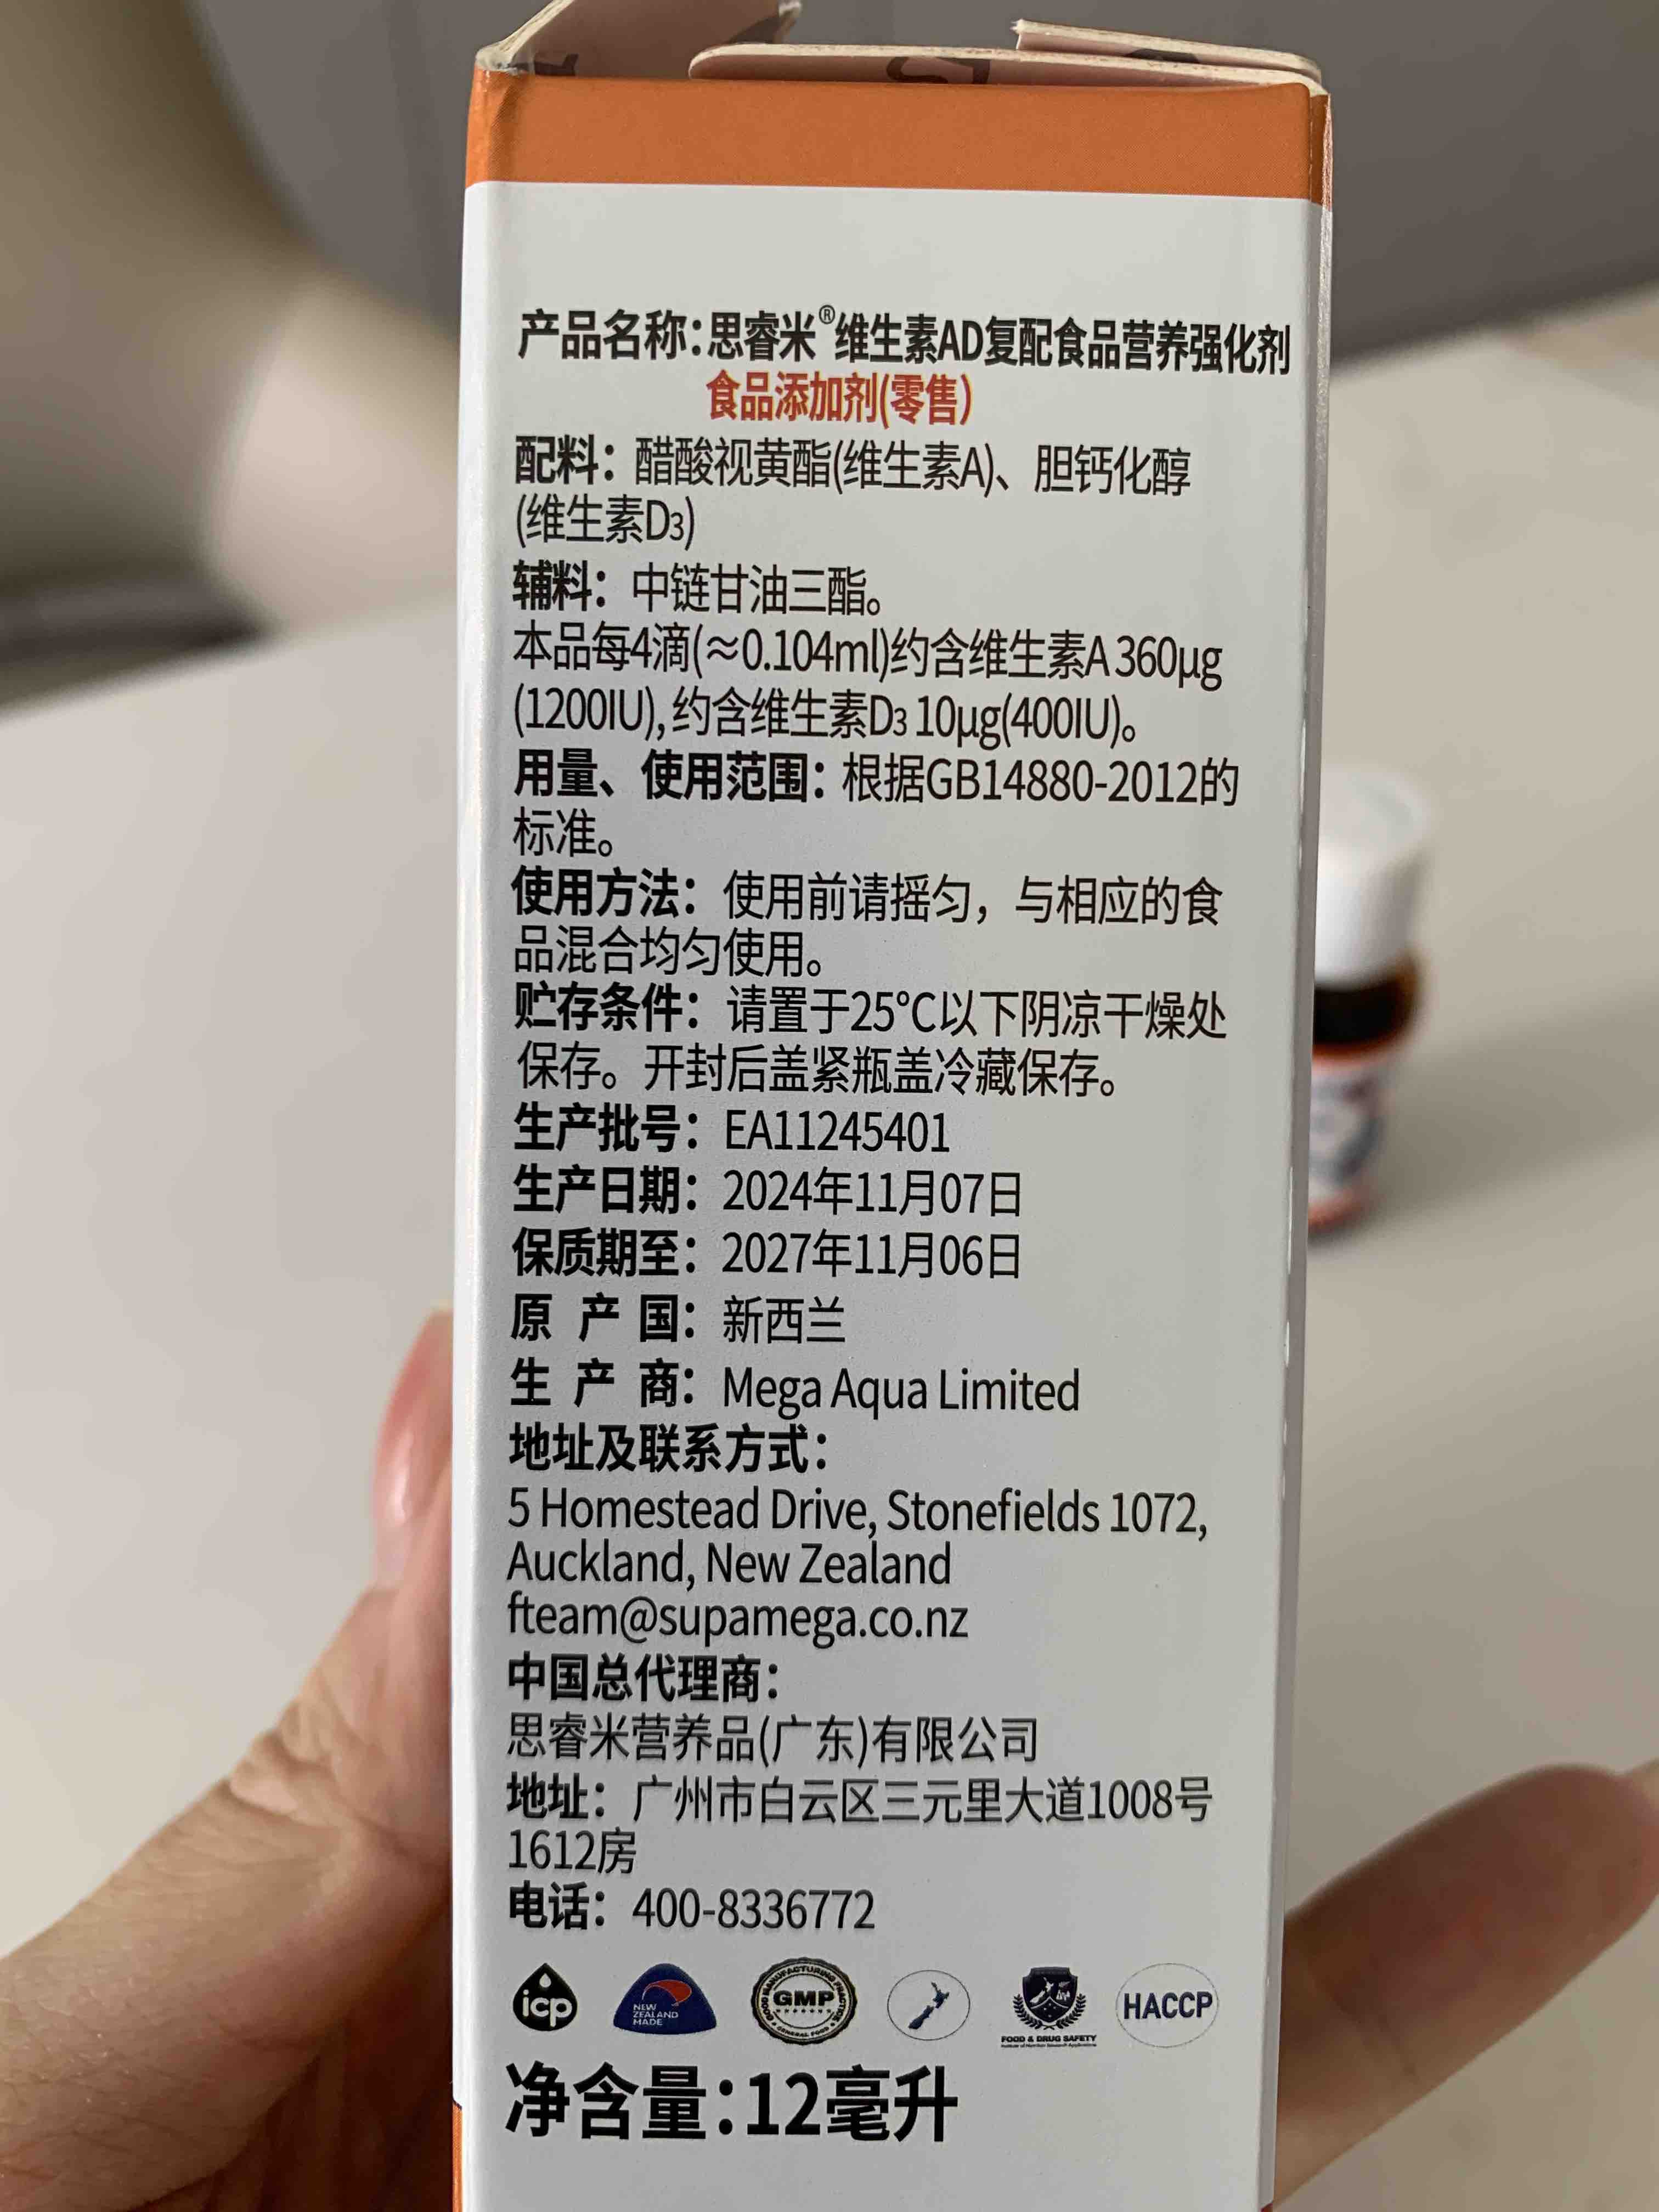 产品名称：思睿米®维生素AD复配食品营养强化剂
食品添加剂(零售)
配料：醋酸视黄酯(维生素A)、胆钙化醇
(维生素D3)
辅料：中链甘油三酯。
本品每4滴(≈0.104ml)约含维生素A 360μg
(1200IU),约含维生素D3 10μg(400IU)。
用量、使用范围：根据GB14880-2012的
标准。
使用方法：使用前请摇匀，与相应的食
品混合均匀使用。
贮存条件：请置于25°C以下阴凉干燥处
保存。开封后盖紧瓶盖冷藏保存。
生产批号：EA11245401
生产日期：2024年11月07日
保质期至：2027年11月06日
原 产 国：新西兰
生 产 商：Mega Aqua Limited
地址及联系方式：
5 Homestead Drive, Stonefields 1072,
Auckland, New Zealand
fteam@supamega.co.nz
中国总代理商：
思睿米营养品(广东)有限公司
地址：广州市白云区三元里大道1008号
1612房
电话：400-8336772
icp
NEW
ZEALAND
MADE
GOOD MANUFACTURING PRACTICES
GMP
GENERAL FOOD
FOOD & DRUG SAFETY
HACCP
净含量：12毫升